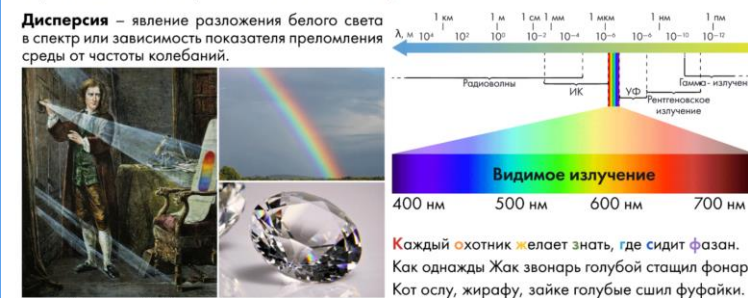 Дисперсия – явление разложения белого света
в спектр или зависимость показателя преломления
среды от частоты колебаний.
1 км 1 м 1 см 1 мм 1 мкм 1 нм 1 пм
λ, м 10⁴ 10² 10⁰ 10⁻² 10⁻⁴ 10⁻⁶ 10⁻⁸ 10⁻¹⁰ 10⁻¹²
Радиоволны ИК УФ Гамма-излучен
Рентгеновское
излучение
Видимое излучение
400 нм 500 нм 600 нм 700 нм
Каждый охотник желает знать, где сидит фазан.
Как однажды Жак звонарь голубой стащил фонар
Кот ослу, жирафу, зайке голубые сшил фуфайки.